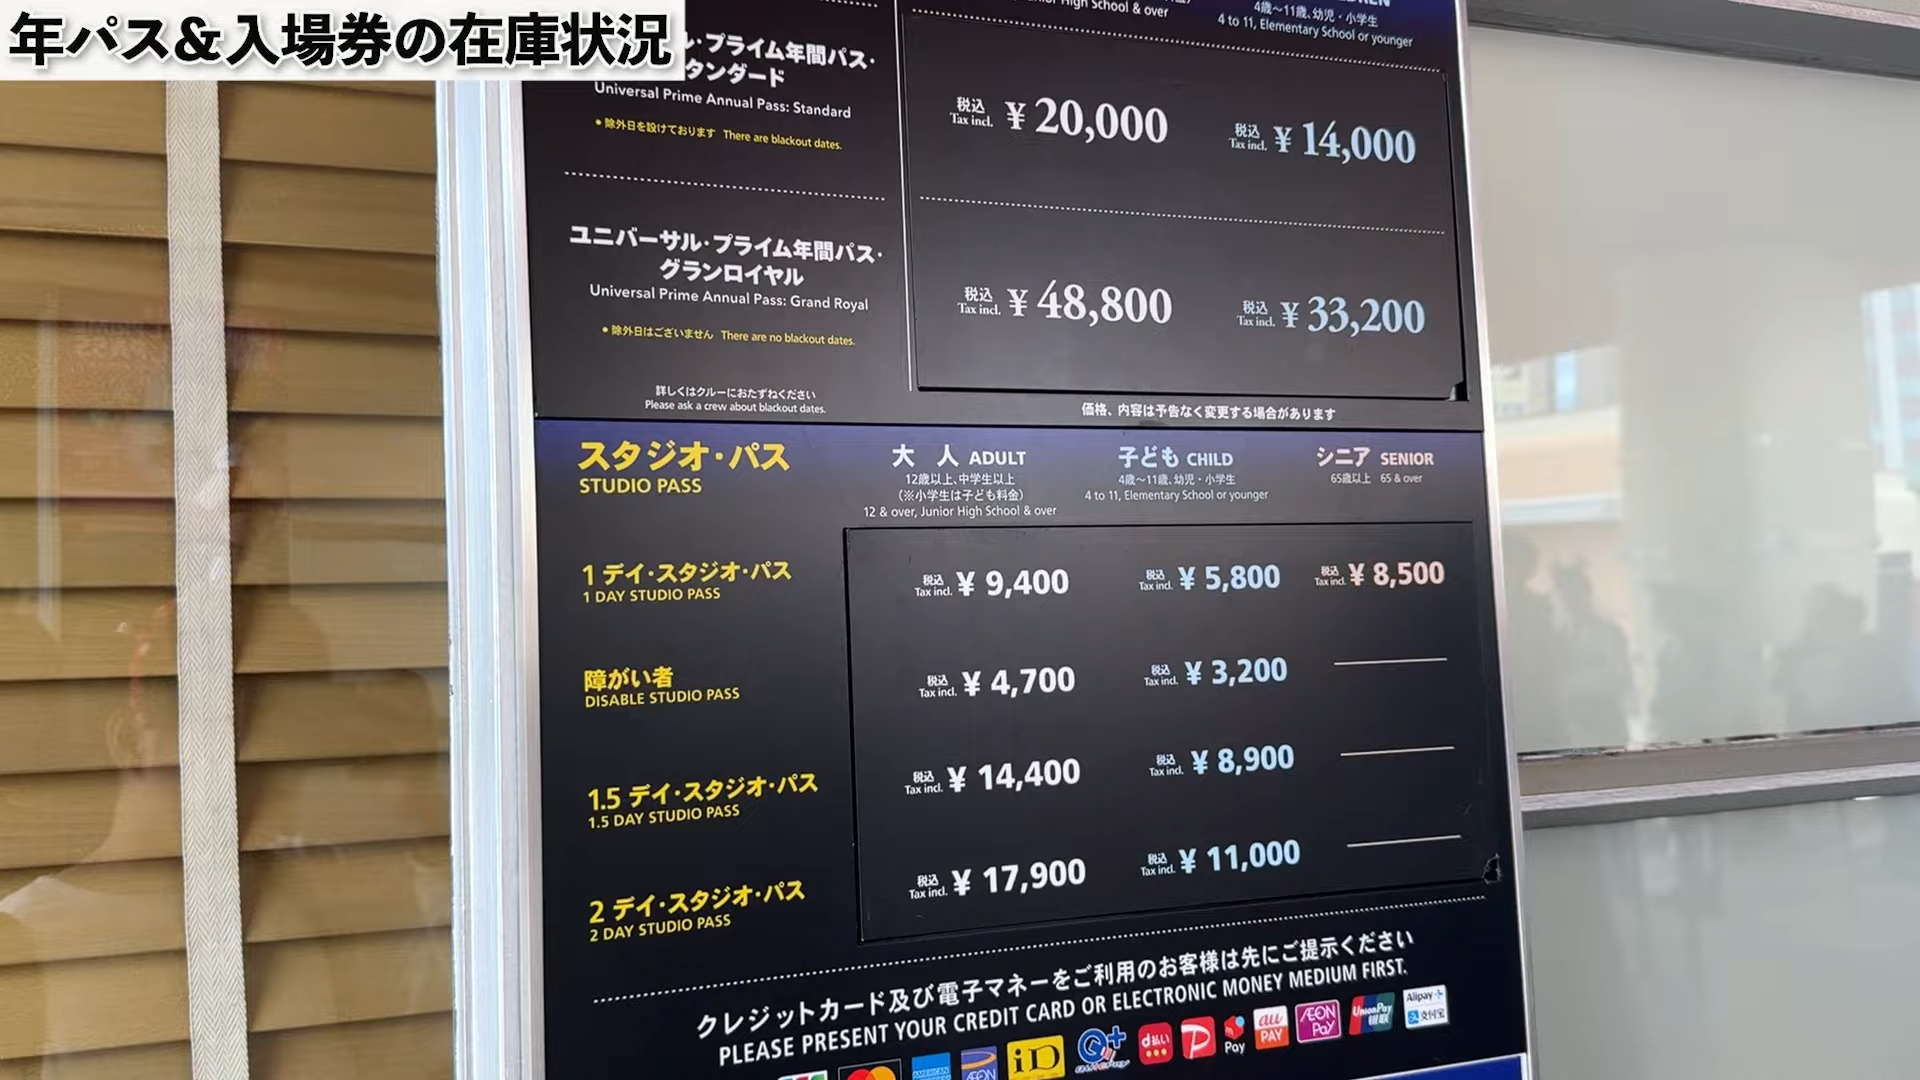 年パス&入場券の在庫状況
High School & over
4歳〜11歳、幼児・小学生
4 to 11, Elementary School or younger
ル・プライム年間パス・
タンダード
Universal Prime Annual Pass: Standard
• 除外日を設けております There are blackout dates.
税込 Tax incl. ¥ 20,000
税込 Tax incl. ¥ 14,000
ユニバーサル・プライム年間パス・
グランロイヤル
Universal Prime Annual Pass: Grand Royal
• 除外日はございません There are no blackout dates.
税込 Tax incl. ¥ 48,800
税込 Tax incl. ¥ 33,200
詳しくはクルーにおたずねください
Please ask a crew about blackout dates.
価格、内容は予告なく変更する場合があります
スタジオ・パス
STUDIO PASS
大 人 ADULT
12歳以上、中学生以上
(※小学生は子ども料金)
12 & over, Junior High School & over
子ども CHILD
4歳〜11歳、幼児・小学生
4 to 11, Elementary School or younger
シニア SENIOR
65歳以上 65 & over
1 デイ・スタジオ・パス
1 DAY STUDIO PASS
税込 Tax incl. ¥ 9,400
税込 Tax incl. ¥ 5,800
税込 Tax incl. ¥ 8,500
障がい者
DISABLE STUDIO PASS
税込 Tax incl. ¥ 4,700
税込 Tax incl. ¥ 3,200
1.5 デイ・スタジオ・パス
1.5 DAY STUDIO PASS
税込 Tax incl. ¥ 14,400
税込 Tax incl. ¥ 8,900
2 デイ・スタジオ・パス
2 DAY STUDIO PASS
税込 Tax incl. ¥ 17,900
税込 Tax incl. ¥ 11,000
クレジットカード及び電子マネーをご利用のお客様は先にご提示ください
PLEASE PRESENT YOUR CREDIT CARD OR ELECTRONIC MONEY MEDIUM FIRST.
AMERICAN
AEON
iD
QUICPay
d払い
Pay
au PAY
AEON Pay
UnionPay 银联
Alipay+ 支付宝